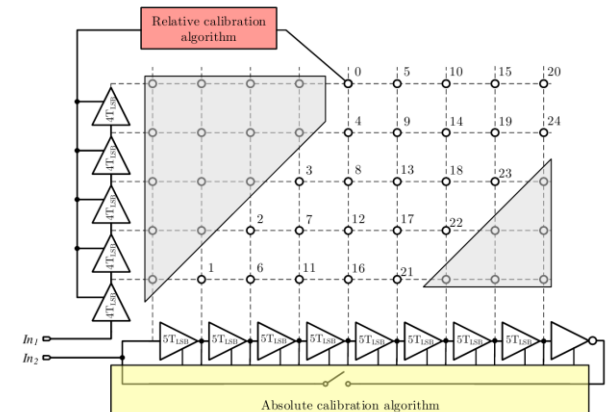 Relative calibration
algorithm
0 5 10 15 20
4 9 14 19 24
3 8 13 18 23
2 7 12 17 22
1 6 11 16 21
4T_LSB
4T_LSB
4T_LSB
4T_LSB
4T_LSB
In_1
In_2
5T_LSB 5T_LSB 5T_LSB 5T_LSB 5T_LSB 5T_LSB 5T_LSB 5T_LSB
Absolute calibration algorithm